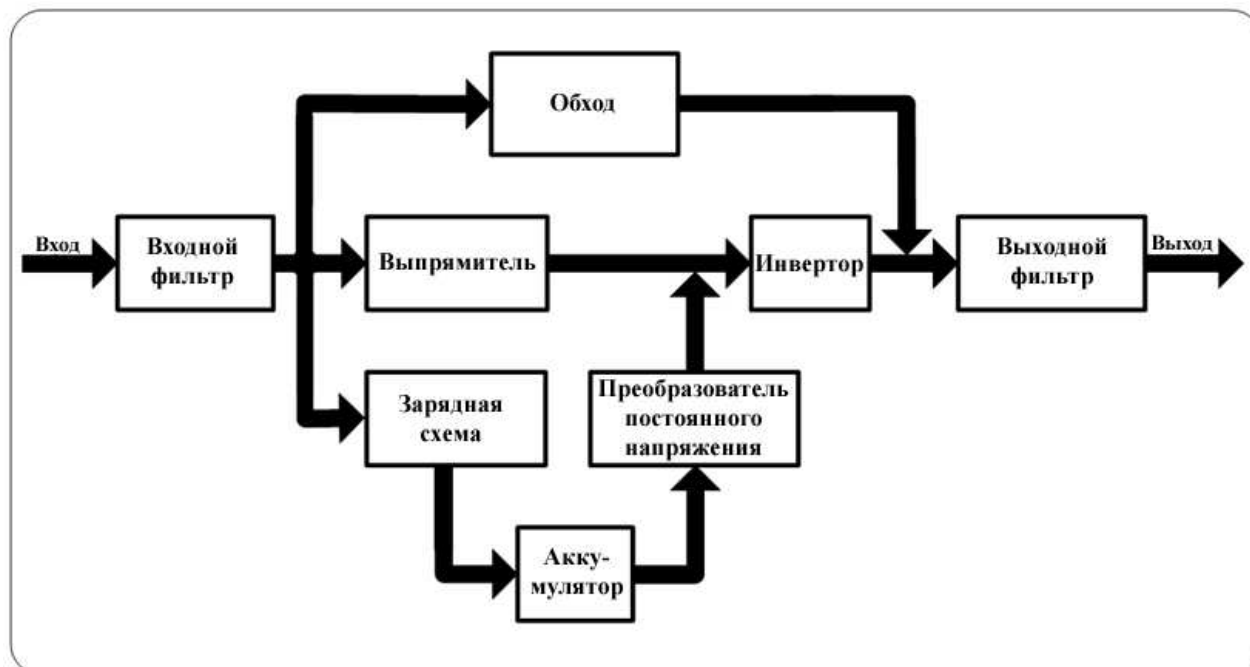 Обход
Вход
Входной
фильтр
Выпрямитель
Инвертор
Выходной
фильтр
Выход
Зарядная
схема
Преобразователь
постоянного
напряжения
Акку-
мулятор